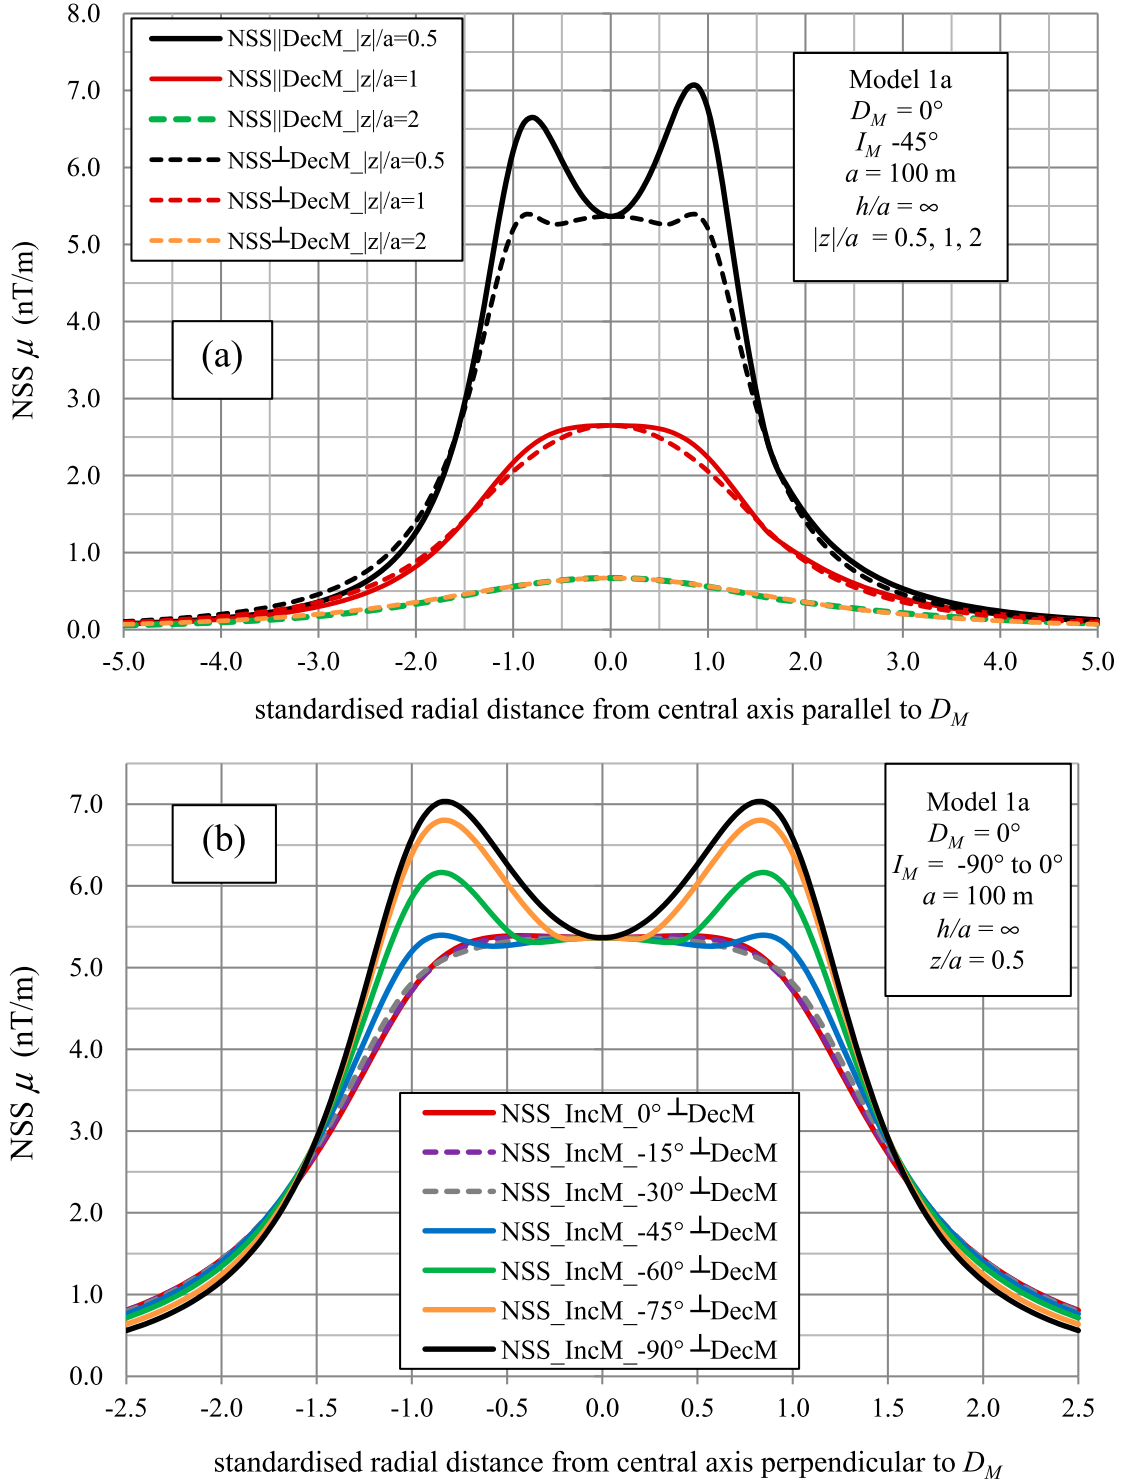 8.0
7.0
6.0
5.0
4.0
3.0
2.0
1.0
0.0
NSS μ (nT/m)
NSS||DecM_|z|/a=0.5
NSS||DecM_|z|/a=1
NSS||DecM_|z|/a=2
NSS┴DecM_|z|/a=0.5
NSS┴DecM_|z|/a=1
NSS┴DecM_|z|/a=2
Model 1a
D_M = 0°
I_M -45°
a = 100 m
h/a = ∞
|z|/a = 0.5, 1, 2
(a)
-5.0 -4.0 -3.0 -2.0 -1.0 0.0 1.0 2.0 3.0 4.0 5.0
standardised radial distance from central axis parallel to D_M
7.0
6.0
5.0
4.0
3.0
2.0
1.0
0.0
NSS μ (nT/m)
(b)
Model 1a
D_M = 0°
I_M = -90° to 0°
a = 100 m
h/a = ∞
z/a = 0.5
NSS_IncM_0° ┴DecM
NSS_IncM_-15° ┴DecM
NSS_IncM_-30° ┴DecM
NSS_IncM_-45° ┴DecM
NSS_IncM_-60° ┴DecM
NSS_IncM_-75° ┴DecM
NSS_IncM_-90° ┴DecM
-2.5 -2.0 -1.5 -1.0 -0.5 0.0 0.5 1.0 1.5 2.0 2.5
standardised radial distance from central axis perpendicular to D_M